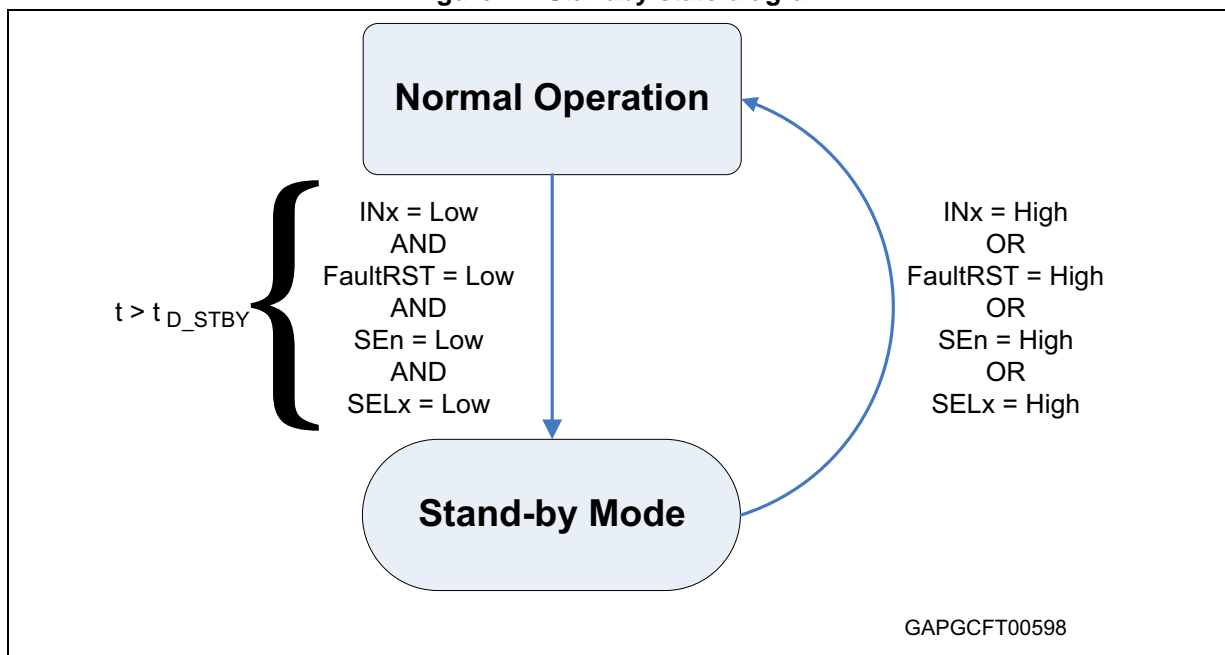 Normal Operation
INx = Low
AND
FaultRST = Low
AND
SEn = Low
AND
SELx = Low
t > t D_STBY
INx = High
OR
FaultRST = High
OR
SEn = High
OR
SELx = High
Stand-by Mode
GAPGCFT00598